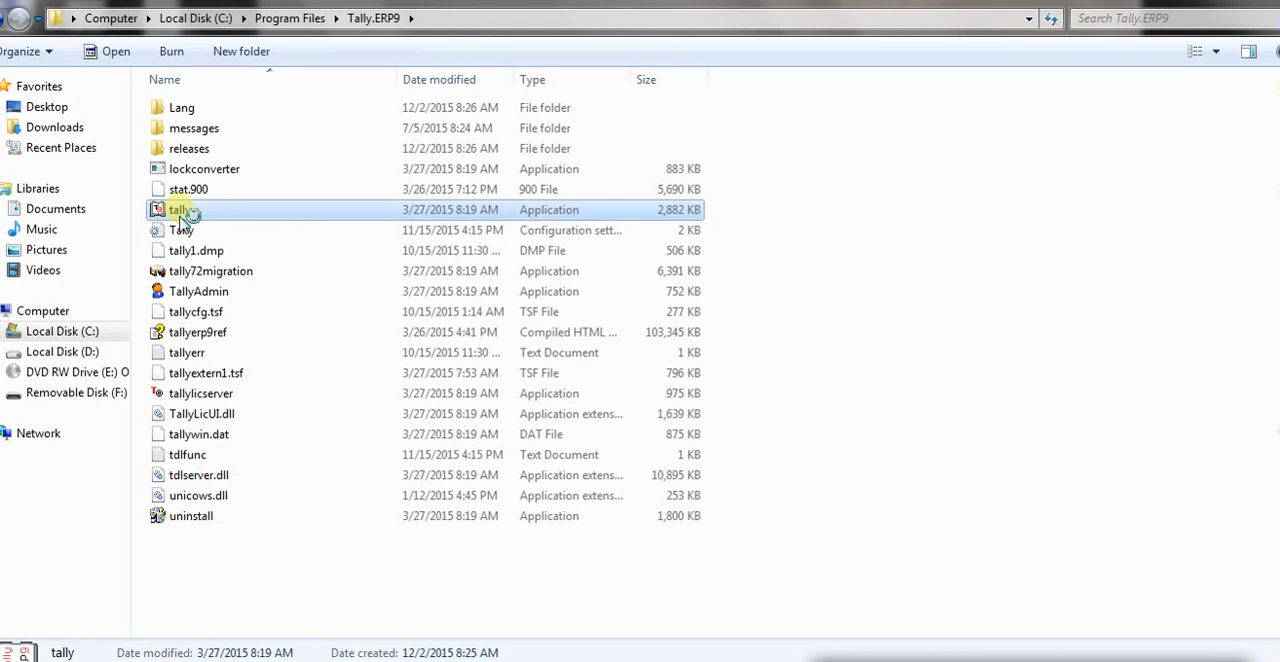 Computer Local Disk (C:) Program Files Tally.ERP9 Search Tally.ERP9
Organize Open Burn New folder
Favorites
Desktop
Downloads
Recent Places
Libraries
Documents
Music
Pictures
Videos
Computer
Local Disk (C:)
Local Disk (D:)
DVD RW Drive (E:) O
Removable Disk (F:)
Network
Name Date modified Type Size
Lang 12/2/2015 8:26 AM File folder
messages 7/5/2015 8:24 AM File folder
releases 12/2/2015 8:26 AM File folder
lockconverter 3/27/2015 8:19 AM Application 883 KB
stat.900 3/26/2015 7:12 PM 900 File 5,690 KB
tally 3/27/2015 8:19 AM Application 2,882 KB
Tally 11/15/2015 4:15 PM Configuration sett... 2 KB
tally1.dmp 10/15/2015 11:30 ... DMP File 506 KB
tally72migration 3/27/2015 8:19 AM Application 6,391 KB
TallyAdmin 3/27/2015 8:19 AM Application 752 KB
tallycfg.tsf 10/15/2015 1:14 AM TSF File 277 KB
tallyerp9ref 3/26/2015 4:41 PM Compiled HTML ... 103,345 KB
tallyerr 10/15/2015 11:30 ... Text Document 1 KB
tallyextern1.tsf 3/27/2015 7:53 AM TSF File 796 KB
tallylicserver 3/27/2015 8:19 AM Application 975 KB
TallyLicUI.dll 3/27/2015 8:19 AM Application extens... 1,639 KB
tallywin.dat 3/27/2015 8:19 AM DAT File 875 KB
tdlfunc 11/15/2015 4:15 PM Text Document 1 KB
tdlserver.dll 3/27/2015 8:19 AM Application extens... 10,895 KB
unicows.dll 1/12/2015 4:45 PM Application extens... 253 KB
uninstall 3/27/2015 8:19 AM Application 1,800 KB
tally Date modified: 3/27/2015 8:19 AM Date created: 12/2/2015 8:25 AM